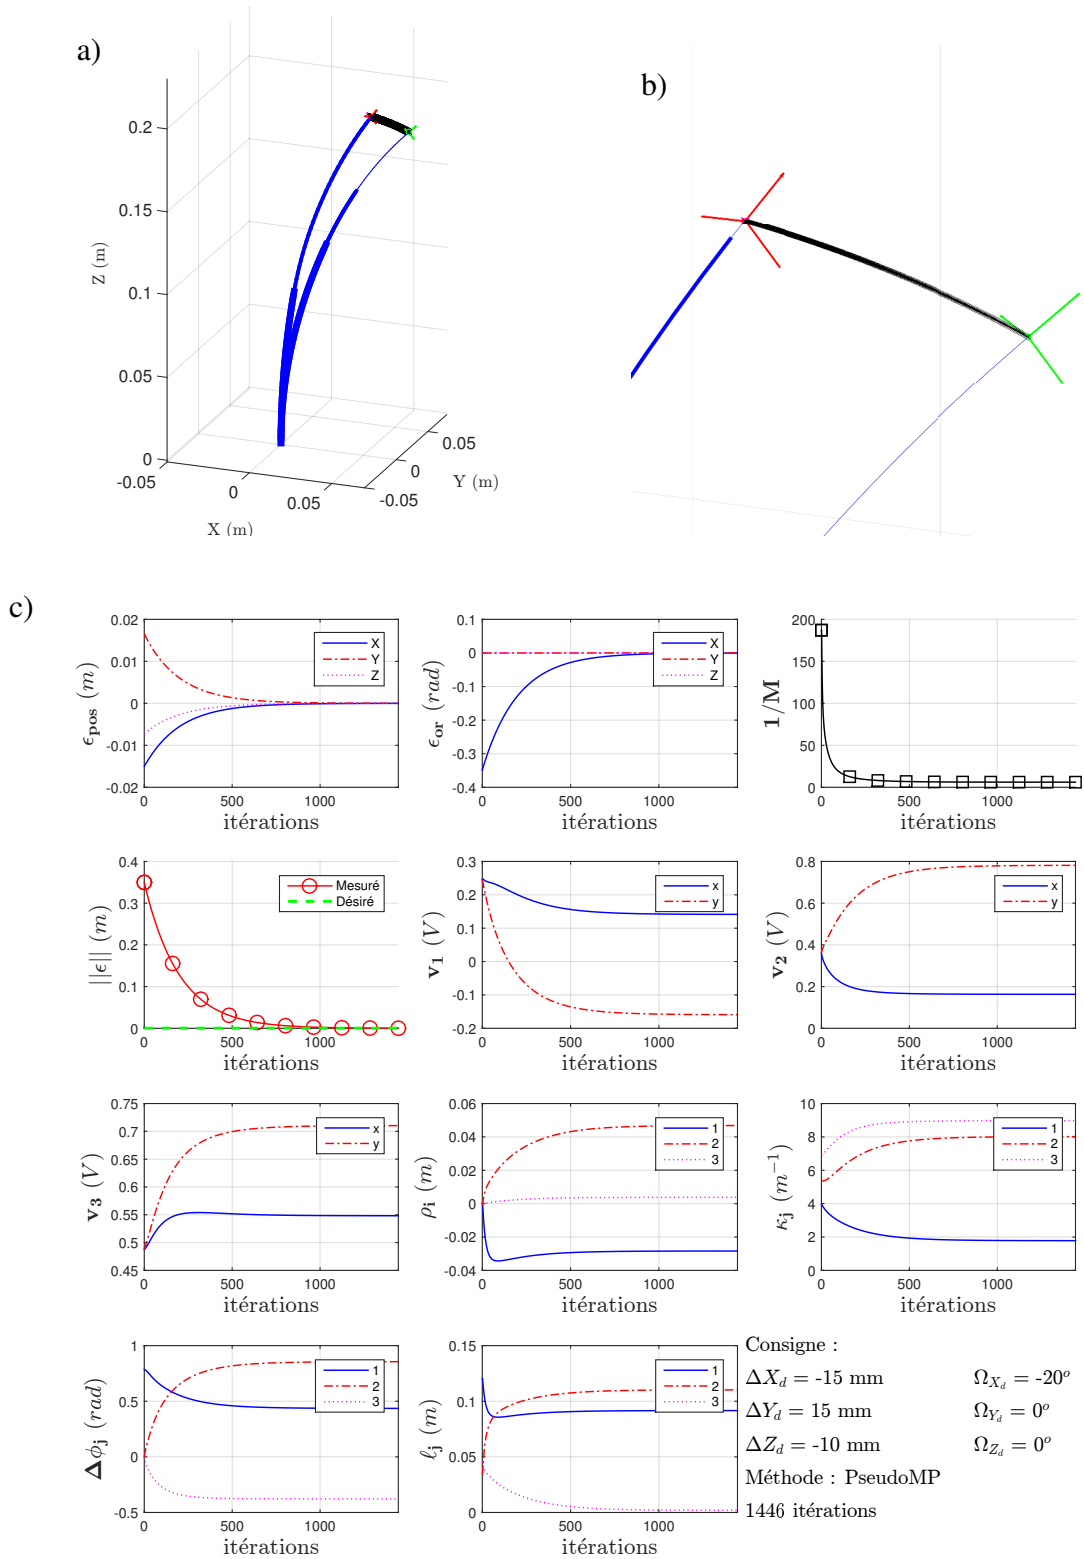 a)
b)
0.2
0.15
0.1
0.05
0
Z (m)
-0.05
0
0.05
X (m)
0.05
0
-0.05
Y (m)
c)
0.02
0.01
0
-0.01
-0.02
ϵpos (m)
X
Y
Z
0
500
1000
itérations
0.1
0
-0.1
-0.2
-0.3
-0.4
ϵor (rad)
X
Y
Z
0
500
1000
itérations
200
150
100
50
0
1/M
0
500
1000
itérations
0.4
0.3
0.2
0.1
0
||ϵ|| (m)
Mesuré
Désiré
0
500
1000
itérations
0.3
0.2
0.1
0
-0.1
-0.2
v1 (V)
x
y
0
500
1000
itérations
0.8
0.6
0.4
0.2
0
v2 (V)
x
y
0
500
1000
itérations
0.75
0.7
0.65
0.6
0.55
0.5
0.45
v3 (V)
x
y
0
500
1000
itérations
0.06
0.04
0.02
0
-0.02
-0.04
ρi (m)
1
2
3
0
500
1000
itérations
10
8
6
4
2
0
κj (m⁻¹)
1
2
3
0
500
1000
itérations
1
0.5
0
-0.5
Δϕj (rad)
1
2
3
0
500
1000
itérations
0.15
0.1
0.05
0
ℓj (m)
1
2
3
0
500
1000
itérations
Consigne :
ΔXd = -15 mm ΩXd = -20º
ΔYd = 15 mm ΩYd = 0º
ΔZd = -10 mm ΩZd = 0º
Méthode : PseudoMP
1446 itérations